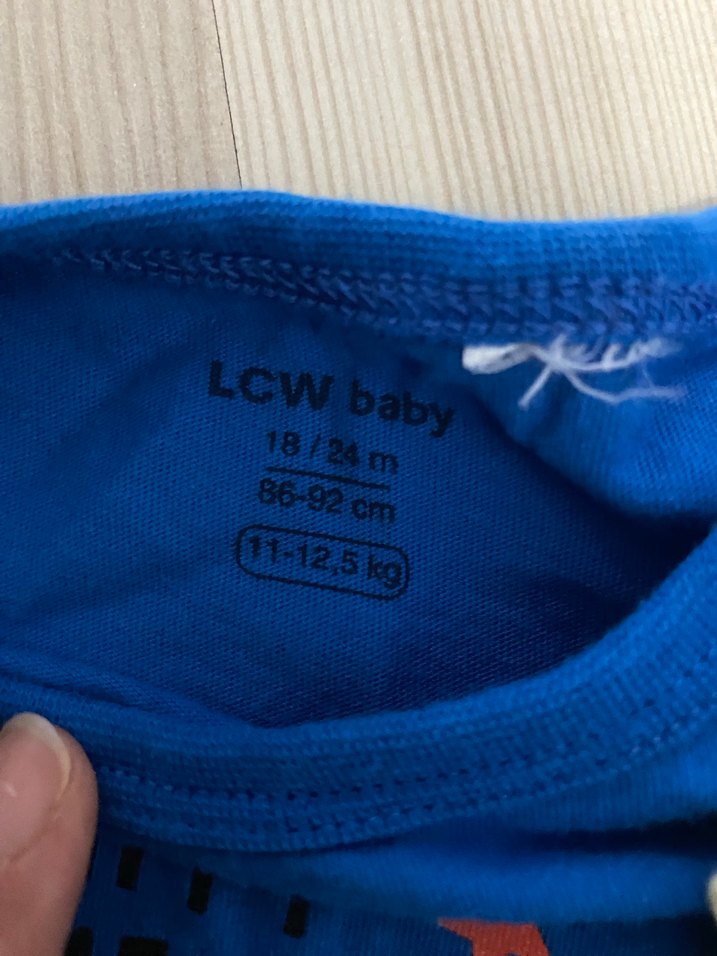 LCW baby
18 / 24 m
86-92 cm
11-12,5 kg